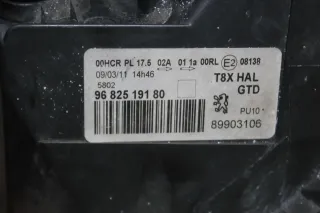 00HCR PL 17.5 02A 01 1a 00RL E2 08138
09/03/11 14h46 T8X HAL
5802 GTD
96 825 191 80
PU10
89903106